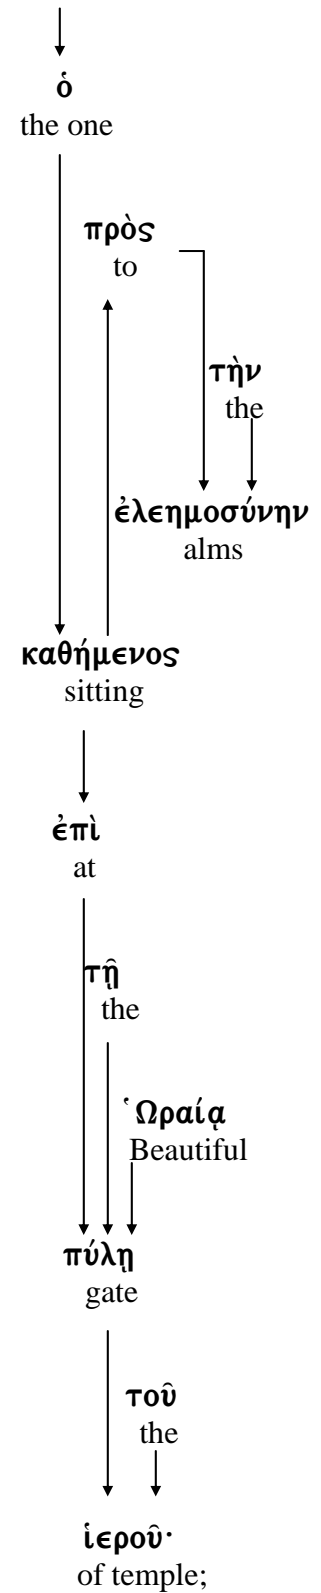 ὁ
the one
πρὸς
to
τὴν
the
ἐλεημοσύνην
alms
καθήμενος
sitting
ἐπὶ
at
τῇ
the
Ὡραίᾳ
Beautiful
πύλῃ
gate
τοῦ
the
ἱεροῦ·
of temple;